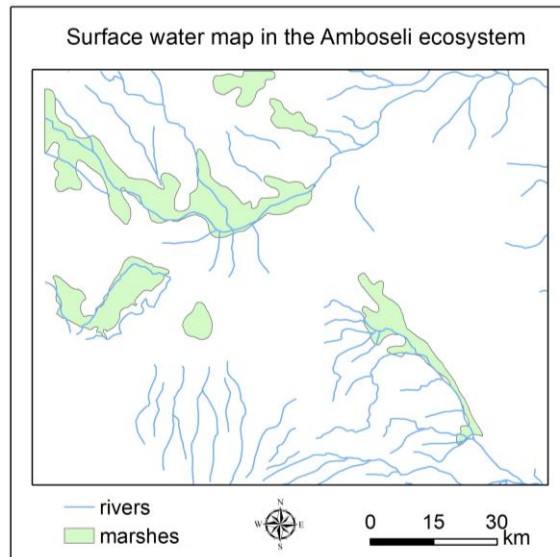 Surface water map in the Amboseli ecosystem
rivers
marshes
N
W E
S
0 15 30
km